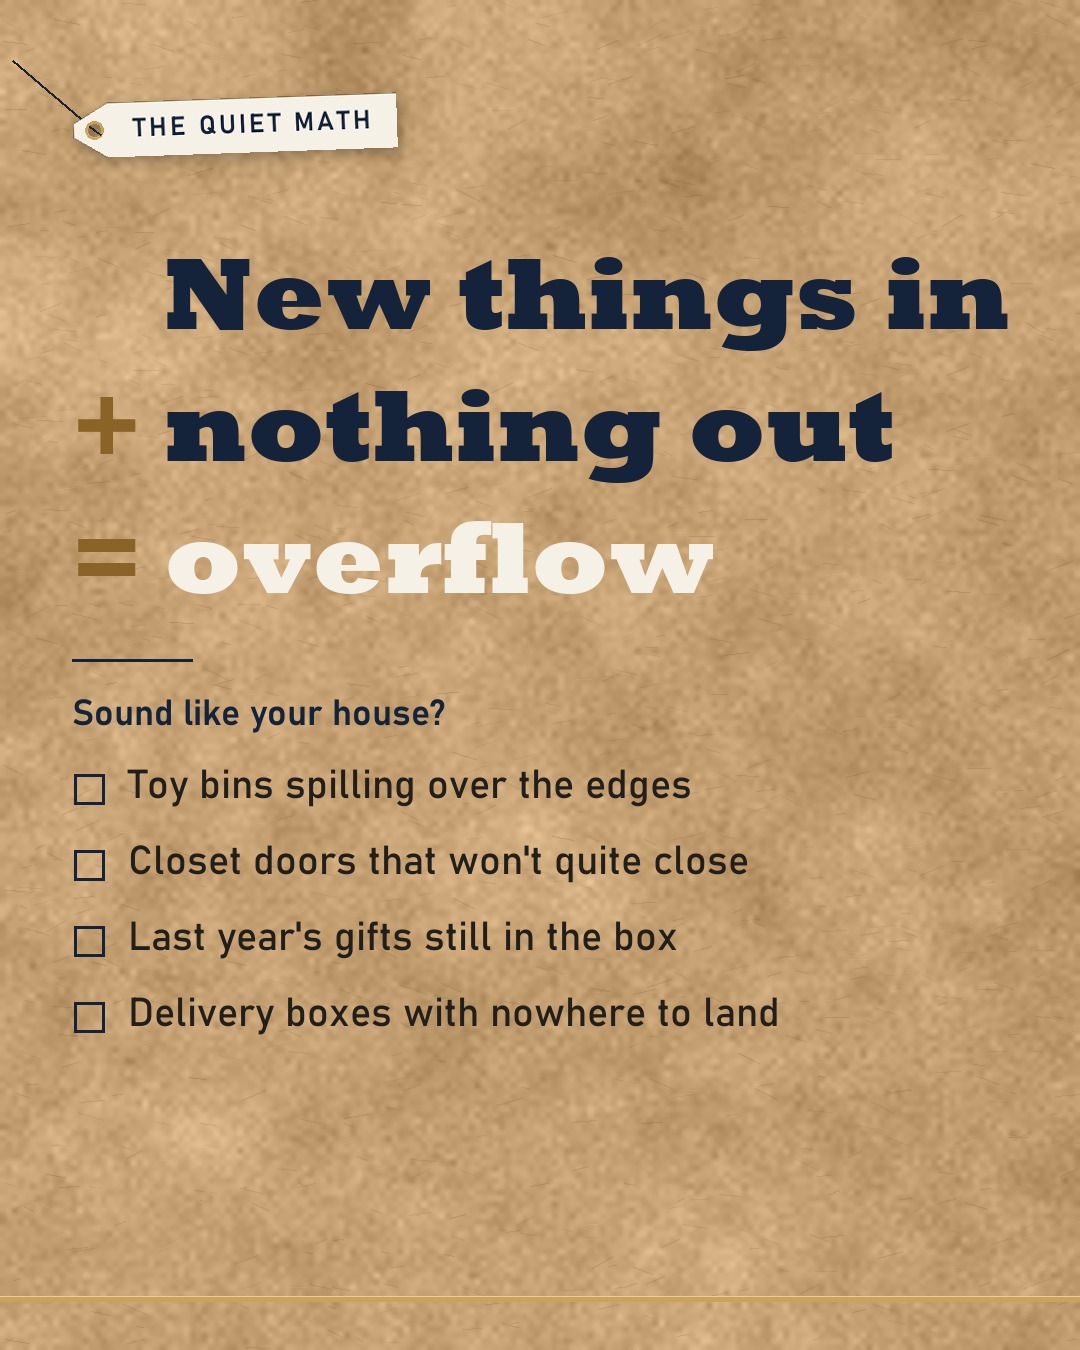 THE QUIET MATH
New things in
+ nothing out
= overflow
Sound like your house?
Toy bins spilling over the edges
Closet doors that won't quite close
Last year's gifts still in the box
Delivery boxes with nowhere to land